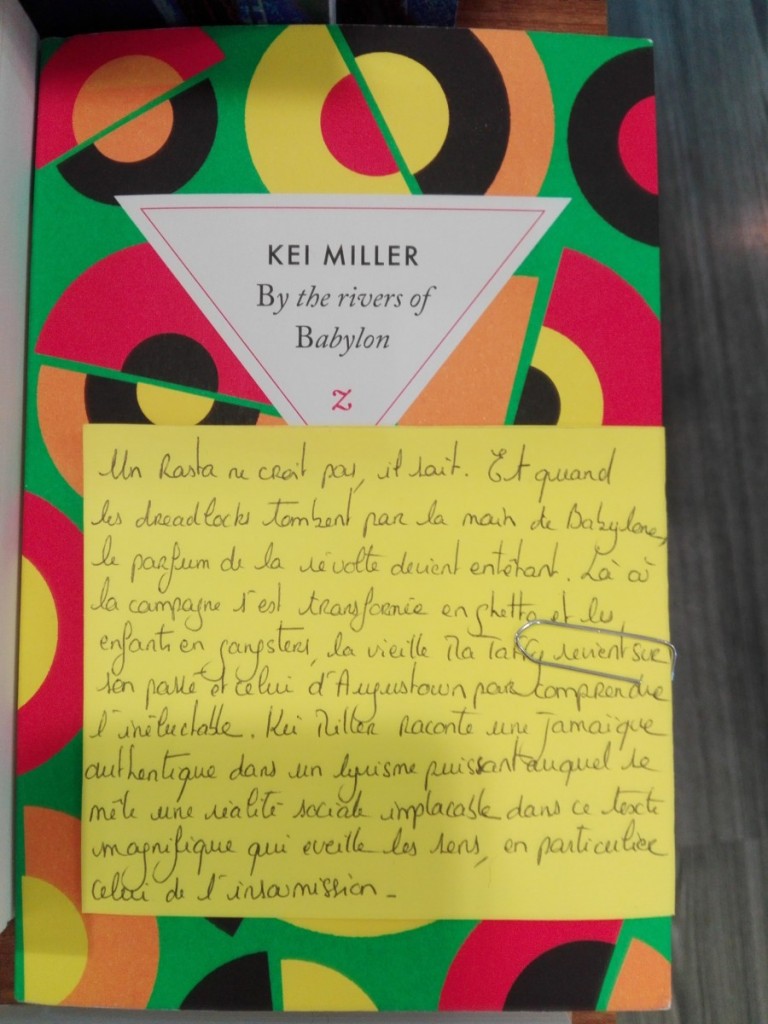 KEI MILLER
By the rivers of
Babylon
z
Un Rasta ne croit pas, il sait. Et quand
les dreadlocks tombent par la main de Babylone,
le parfum de la révolte devient entêtant. Là où
la campagne s'est transformée en ghetto et les
enfants en gangsters, la vieille Ma Taffy revient sur
son passé et celui d'Augustown pour comprendre
l'inéluctable. Kei Miller raconte une Jamaïque
authentique dans un lyrisme puissant auquel se
mêle une réalité sociale implacable dans ce texte
magnifique qui eveille les sens, en particulier
celui de l'insoumission -